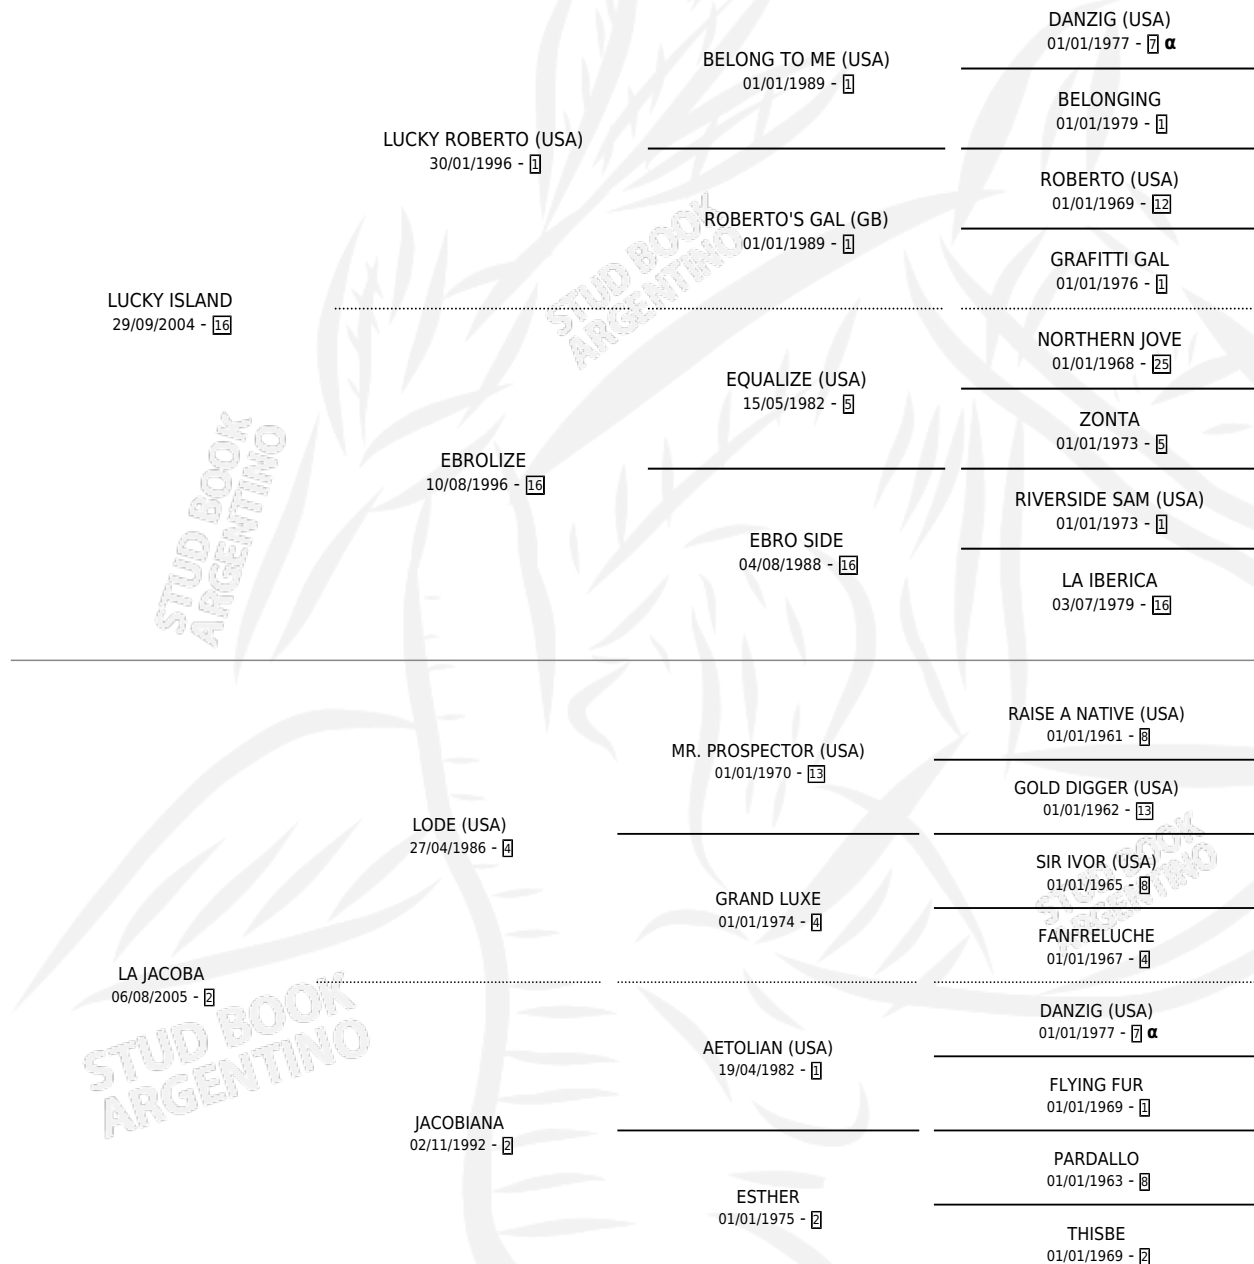 DANZIG (USA)
01/01/1977 - 7 α
BELONG TO ME (USA)
01/01/1989 - 1
BELONGING
01/01/1979 - 1
LUCKY ROBERTO (USA)
30/01/1996 - 1
ROBERTO (USA)
01/01/1969 - 12
ROBERTO'S GAL (GB)
01/01/1989 - 1
GRAFITTI GAL
01/01/1976 - 1
LUCKY ISLAND
29/09/2004 - 16
NORTHERN JOVE
01/01/1968 - 25
EQUALIZE (USA)
15/05/1982 - 5
ZONTA
01/01/1973 - 5
EBROLIZE
10/08/1996 - 16
RIVERSIDE SAM (USA)
01/01/1973 - 1
EBRO SIDE
04/08/1988 - 16
LA IBERICA
03/07/1979 - 16
RAISE A NATIVE (USA)
01/01/1961 - 8
MR. PROSPECTOR (USA)
01/01/1970 - 13
GOLD DIGGER (USA)
01/01/1962 - 13
LODE (USA)
27/04/1986 - 4
SIR IVOR (USA)
01/01/1965 - 8
GRAND LUXE
01/01/1974 - 4
FANFRELUCHE
01/01/1967 - 4
LA JACOBA
06/08/2005 - 2
DANZIG (USA)
01/01/1977 - 7 α
AETOLIAN (USA)
19/04/1982 - 1
FLYING FUR
01/01/1969 - 1
JACOBIANA
02/11/1992 - 2
PARDALLO
01/01/1963 - 8
ESTHER
01/01/1975 - 2
THISBE
01/01/1969 - 2
STUD BOOK
ARGENTINO
STUD BOOK
ARGENTINO
STUD BOOK
ARGENTINO
STUD BOOK
ARGENTINO